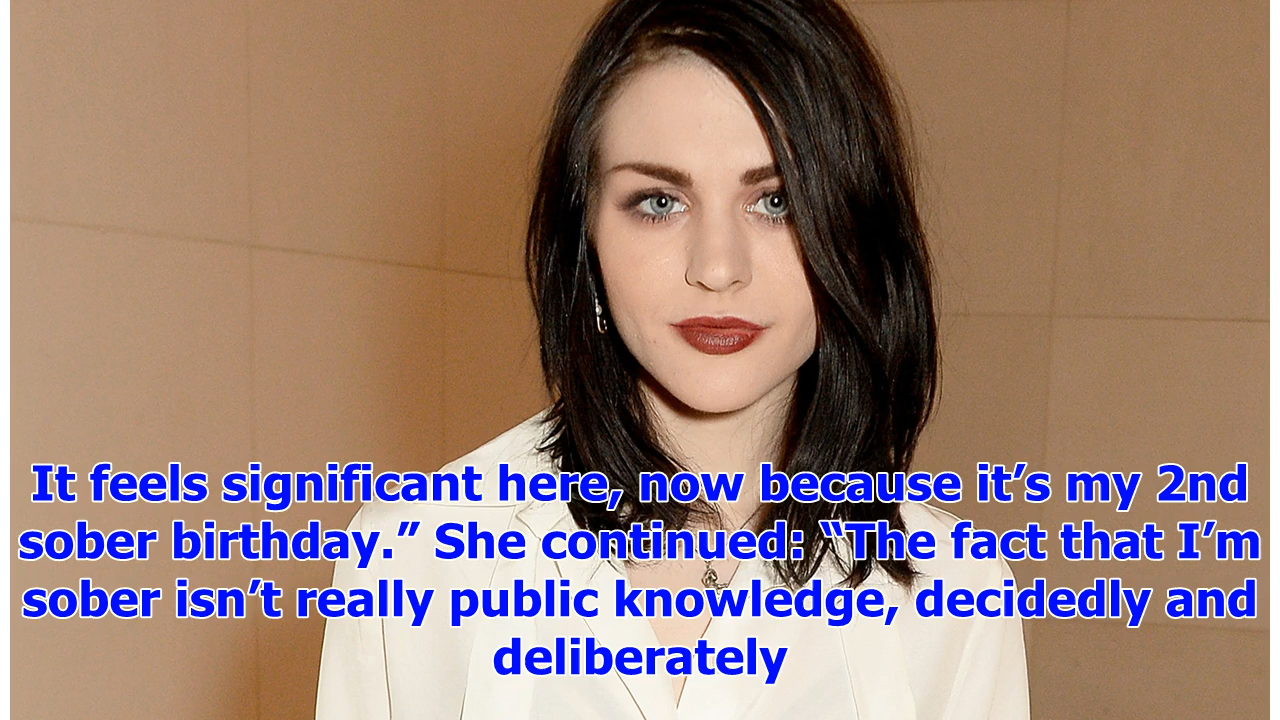 It feels significant here, now because it’s my 2nd
sober birthday.” She continued: “The fact that I’m
sober isn’t really public knowledge, decidedly and
deliberately